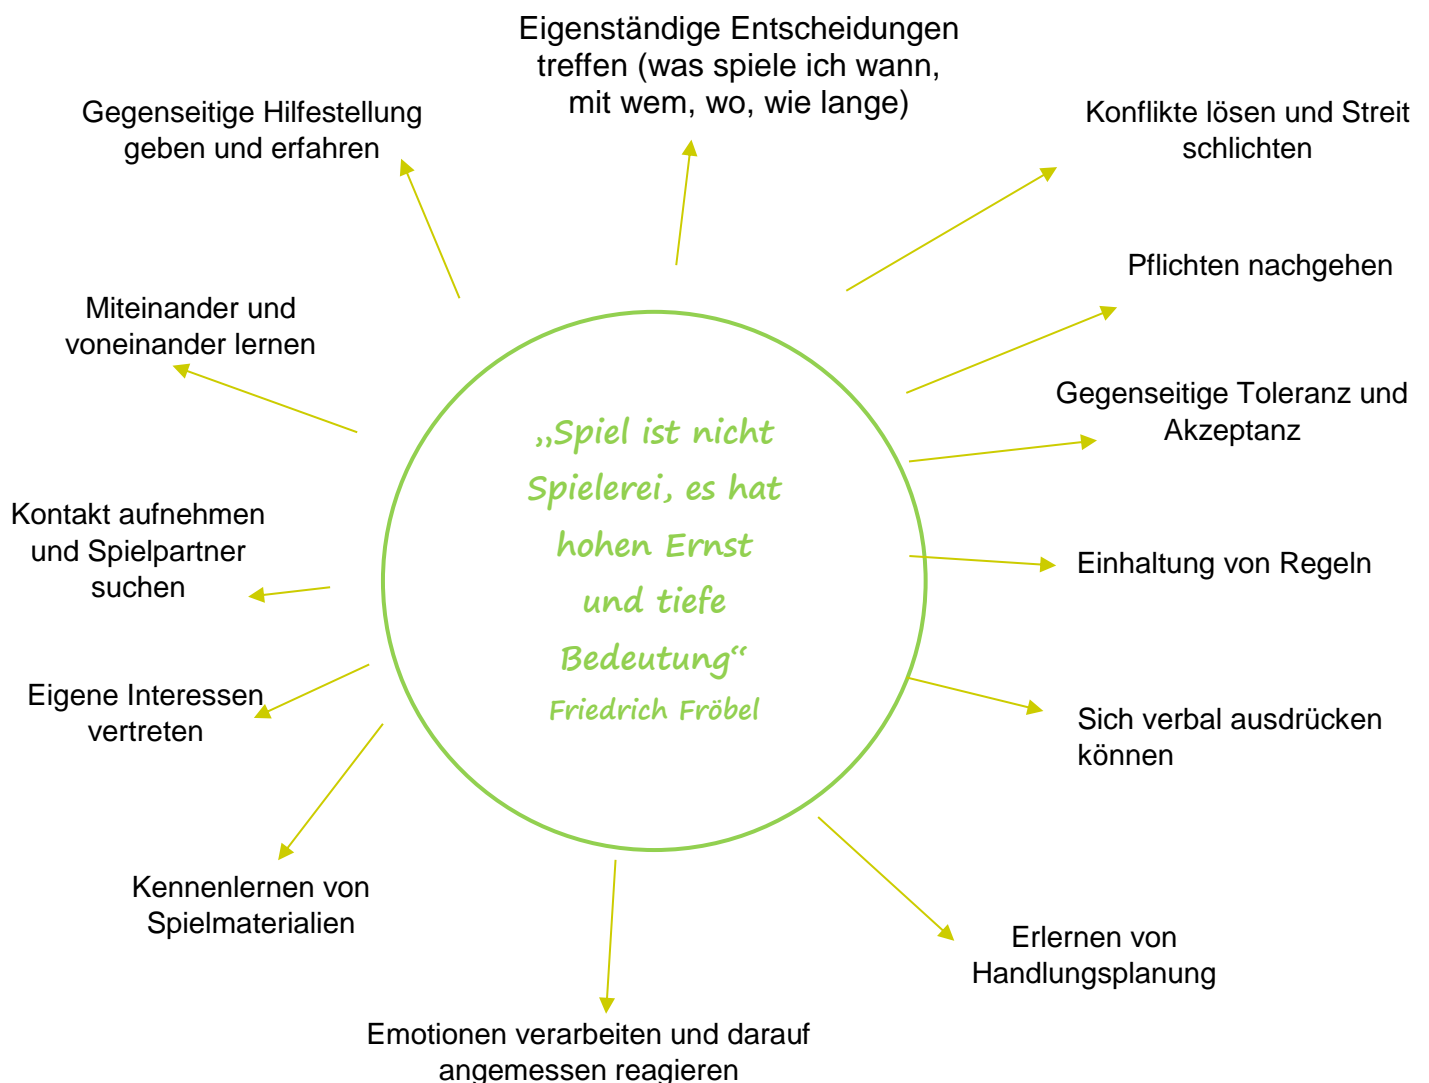 Eigenständige Entscheidungen
treffen (was spiele ich wann,
mit wem, wo, wie lange)
Gegenseitige Hilfestellung
geben und erfahren
Konflikte lösen und Streit
schlichten
Pflichten nachgehen
Miteinander und
voneinander lernen
Gegenseitige Toleranz und
Akzeptanz
„Spiel ist nicht
Spielerei, es hat
hohen Ernst
und tiefe
Bedeutung“
Friedrich Fröbel
Kontakt aufnehmen
und Spielpartner
suchen
Einhaltung von Regeln
Eigene Interessen
vertreten
Sich verbal ausdrücken
können
Kennenlernen von
Spielmaterialien
Erlernen von
Handlungsplanung
Emotionen verarbeiten und darauf
angemessen reagieren